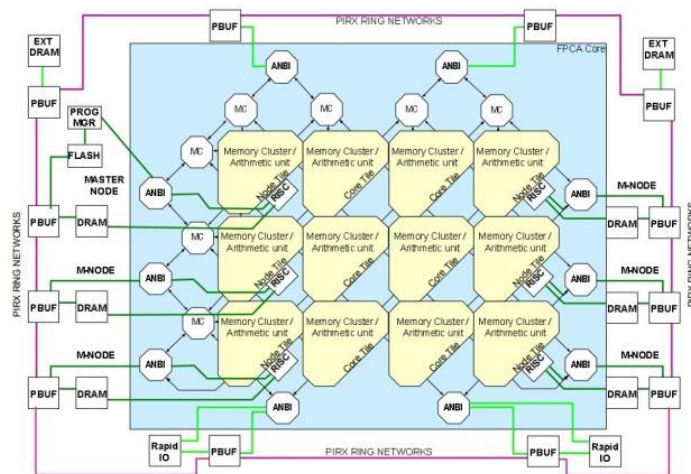 PIRX RING NETWORKS
PBUF
PBUF
FPCA Core
EXT
DRAM
EXT
DRAM
ANBI
ANBI
PBUF
PBUF
MC
MC
MC
MC
PROG
MGR
FLASH
MC
Memory Cluster /
Arithmetic unit
Memory Cluster /
Arithmetic unit
Memory Cluster /
Arithmetic unit
Memory Cluster /
Arithmetic unit
MASTER
NODE
ANBI
Node Tile
RISC
Core Tile
Core Tile
Node Tile
RISC
ANBI
M-NODE
PBUF
DRAM
DRAM
PBUF
MC
Memory Cluster /
Arithmetic unit
Memory Cluster /
Arithmetic unit
Memory Cluster /
Arithmetic unit
Memory Cluster /
Arithmetic unit
PIRX RING NETWORKS
PIRX RING NETWORKS
M-NODE
ANBI
Node Tile
RISC
Core Tile
Core Tile
Node Tile
RISC
ANBI
M-NODE
PBUF
DRAM
DRAM
PBUF
MC
Memory Cluster /
Arithmetic unit
Memory Cluster /
Arithmetic unit
Memory Cluster /
Arithmetic unit
Memory Cluster /
Arithmetic unit
M-NODE
ANBI
Node Tile
RISC
Core Tile
Core Tile
Node Tile
RISC
ANBI
M-NODE
PBUF
DRAM
DRAM
PBUF
ANBI
ANBI
Rapid
IO
PBUF
PIRX RING NETWORKS
PBUF
Rapid
IO